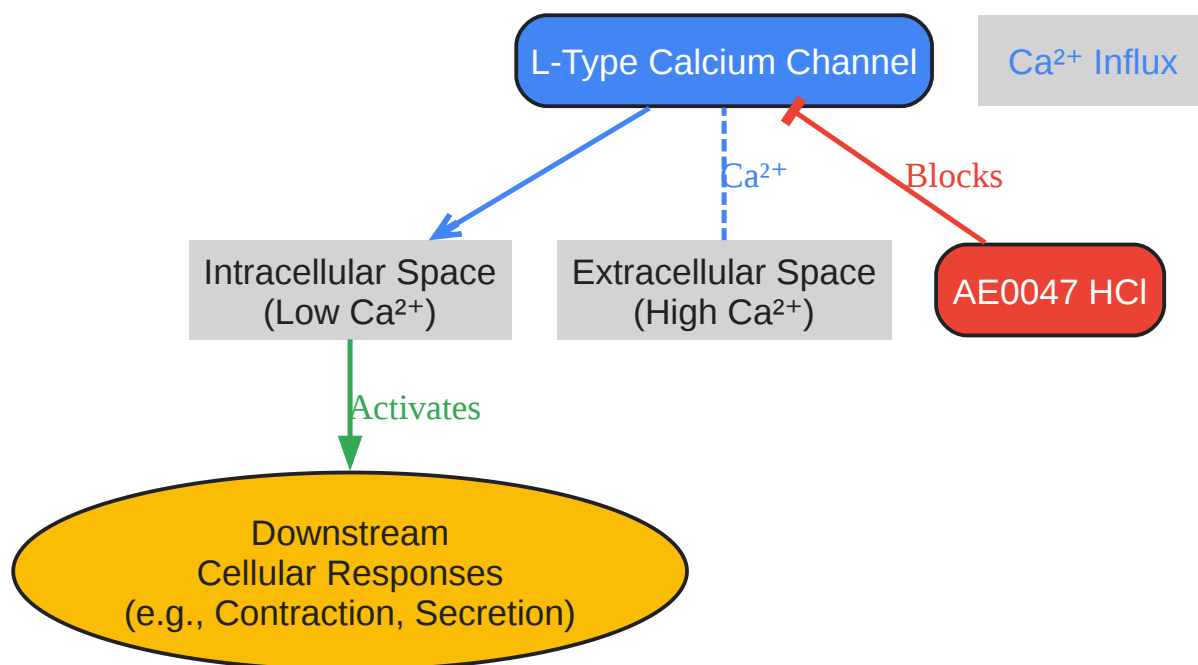 L-Type Calcium Channel
Ca²⁺ Influx
Ca²⁺
Blocks
Intracellular Space
(Low Ca²⁺)
Extracellular Space
(High Ca²⁺)
AE0047 HCl
Activates
Downstream
Cellular Responses
(e.g., Contraction, Secretion)